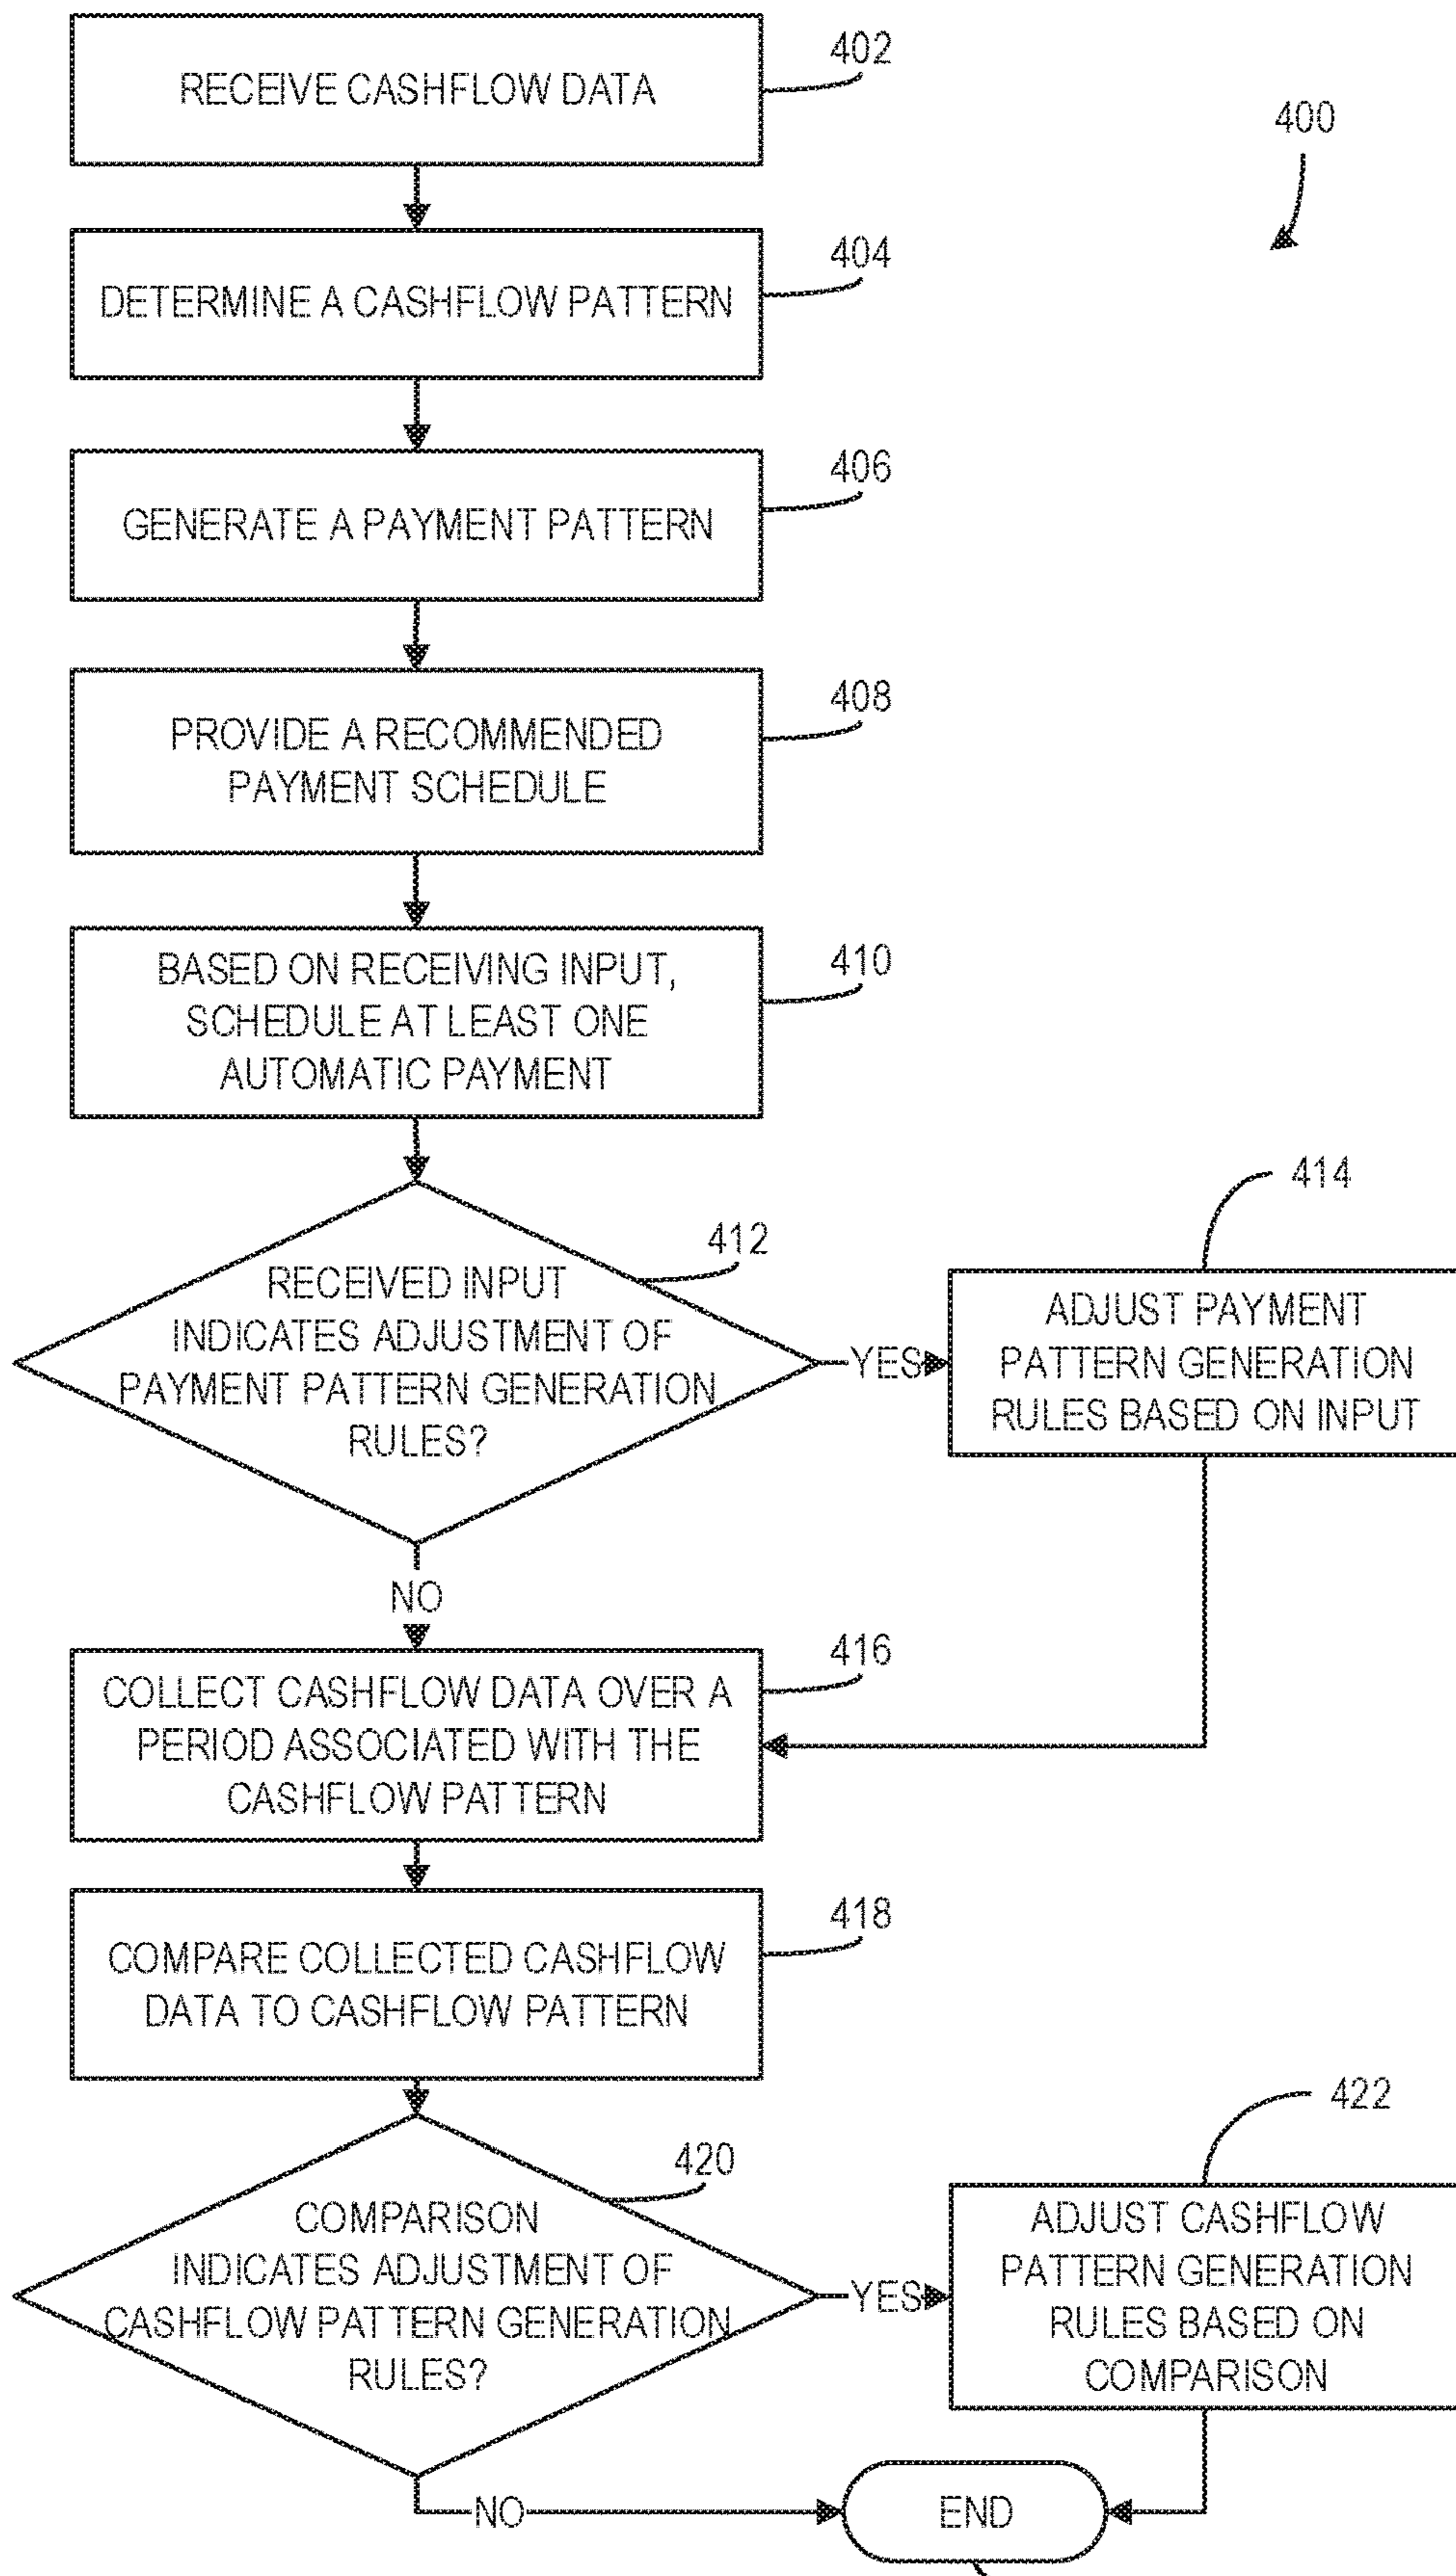 402
RECEIVE CASHFLOW DATA
400
404
DETERMINE A CASHFLOW PATTERN
406
GENERATE A PAYMENT PATTERN
408
PROVIDE A RECOMMENDED
PAYMENT SCHEDULE
410
BASED ON RECEIVING INPUT,
SCHEDULE AT LEAST ONE
AUTOMATIC PAYMENT
412
RECEIVED INPUT
INDICATES ADJUSTMENT OF
PAYMENT PATTERN GENERATION
RULES?
YES
414
ADJUST PAYMENT
PATTERN GENERATION
RULES BASED ON INPUT
NO
416
COLLECT CASHFLOW DATA OVER A
PERIOD ASSOCIATED WITH THE
CASHFLOW PATTERN
418
COMPARE COLLECTED CASHFLOW
DATA TO CASHFLOW PATTERN
420
COMPARISON
INDICATES ADJUSTMENT OF
CASHFLOW PATTERN GENERATION
RULES?
YES
422
ADJUST CASHFLOW
PATTERN GENERATION
RULES BASED ON
COMPARISON
NO
END